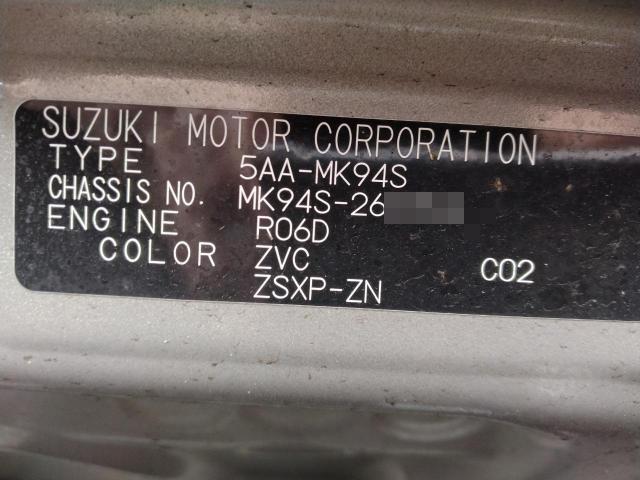 SUZUKI MOTOR CORPORATION
TYPE 5AA-MK94S
CHASSIS NO. MK94S-26
ENGINE R06D
COLOR ZVC C02
ZSXP-ZN